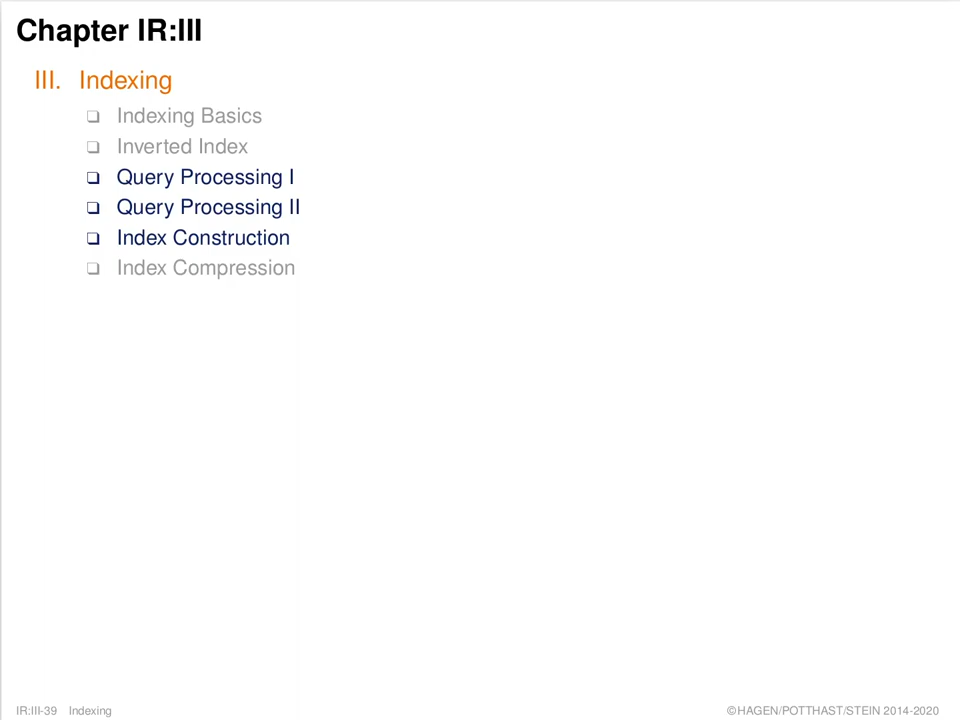 Chapter IR:III
III. Indexing
❏ Indexing Basics
❏ Inverted Index
❏ Query Processing I
❏ Query Processing II
❏ Index Construction
❏ Index Compression
IR:III-39 Indexing ©HAGEN/POTTHAST/STEIN 2014-2020